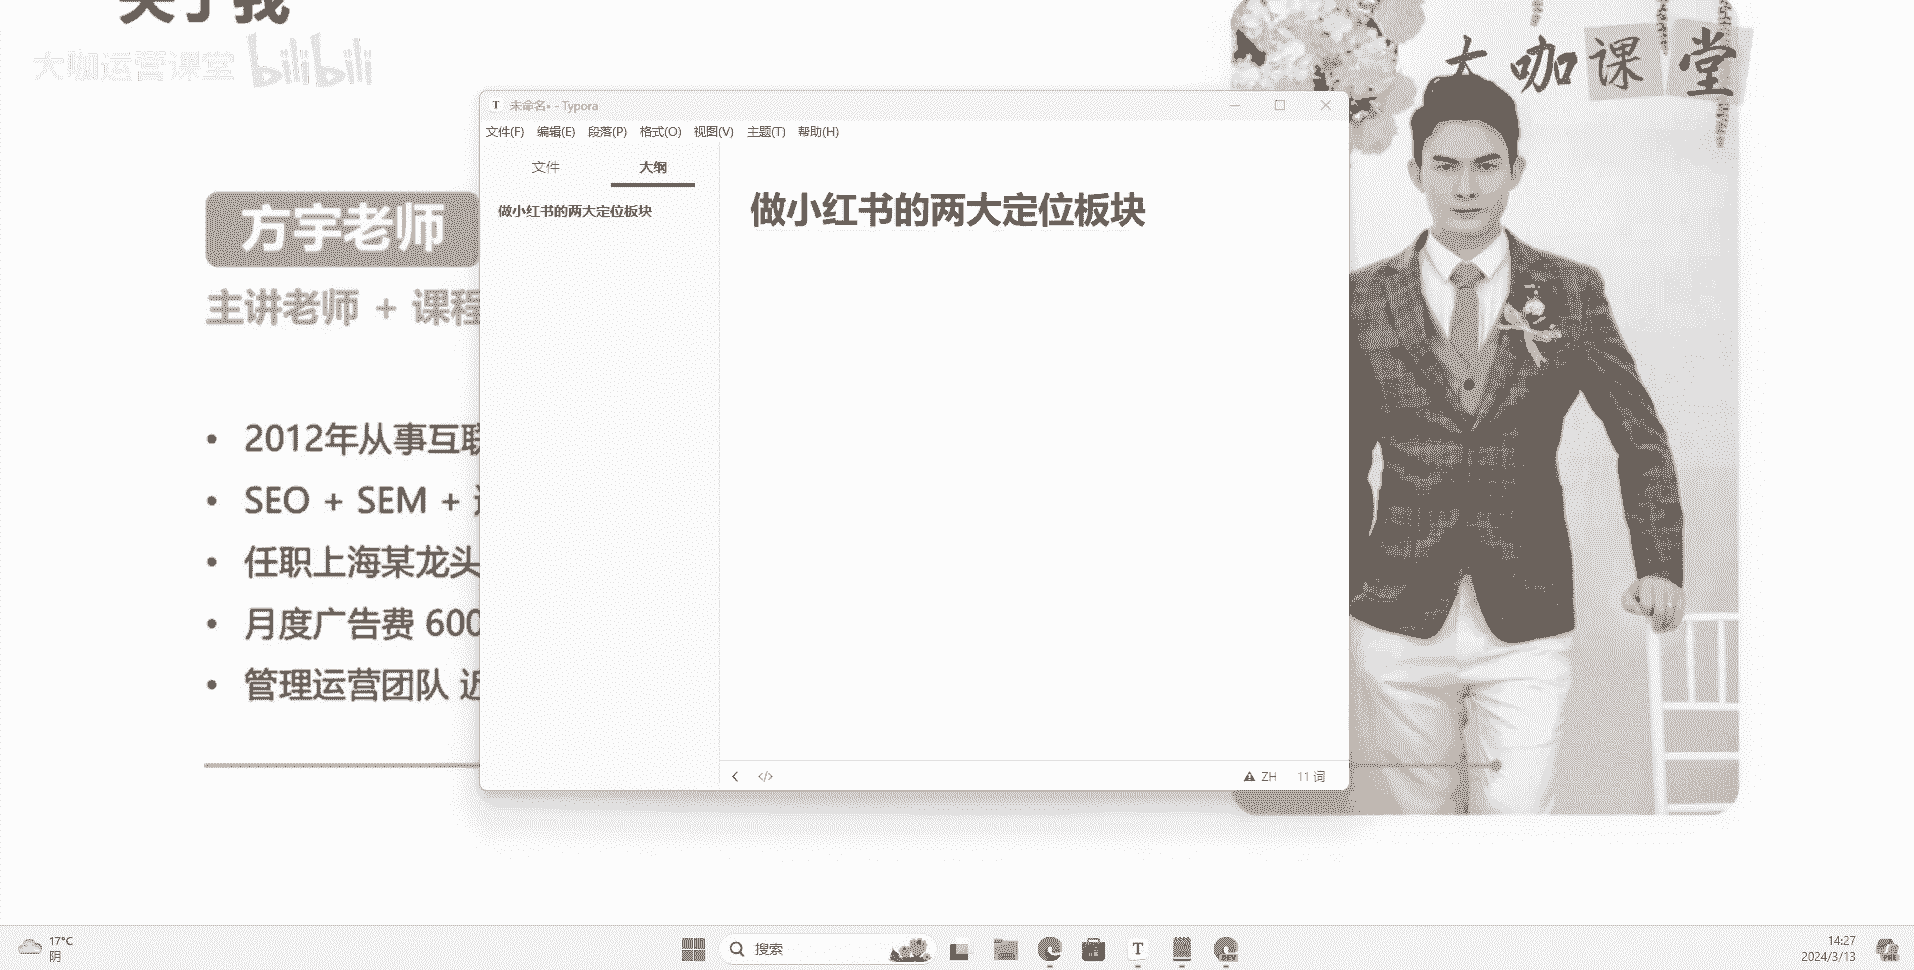 关于我
大咖运营课堂 bilibili
大咖课堂
未命名• - Typora
文件(F) 编辑(E) 段落(P) 格式(O) 视图(V) 主题(T) 帮助(H)
文件 大纲
做小红书的两大定位板块
做小红书的两大定位板块
方宇老师
主讲老师 + 课程
• 2012年从事互联
• SEO + SEM +
• 任职上海某龙头
• 月度广告费 600
• 管理运营团队 近
ZH 11 词
17°C
阴
搜索
14:27
2024/3/13